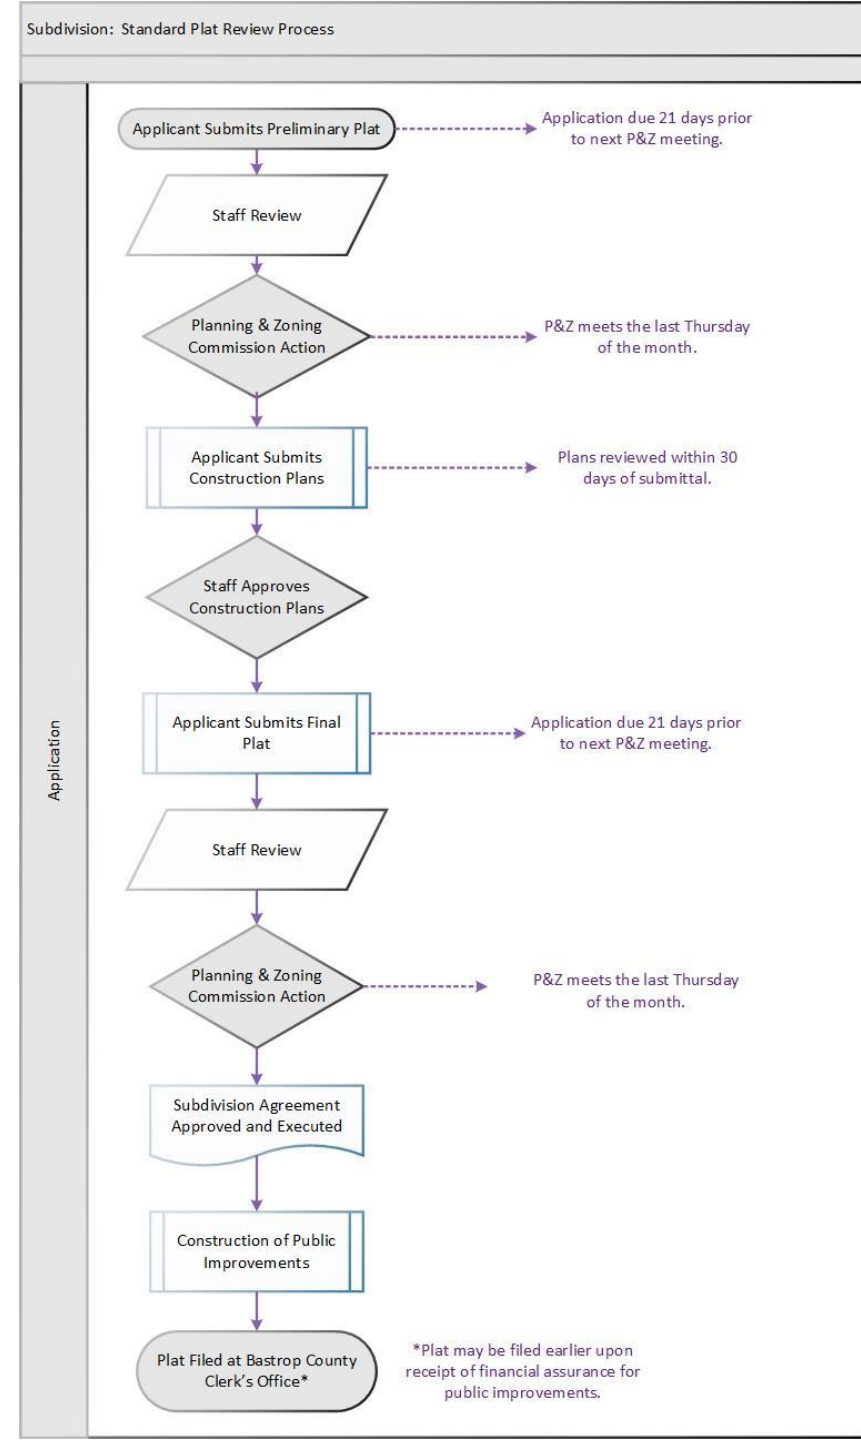 Subdivision: Standard Plat Review Process
Applicant Submits Preliminary Plat
Application due 21 days prior
to next P&Z meeting.
Staff Review
Planning & Zoning
Commission Action
P&Z meets the last Thursday
of the month.
Applicant Submits
Construction Plans
Plans reviewed within 30
days of submittal.
Staff Approves
Construction Plans
Applicant Submits Final
Plat
Application due 21 days prior
to next P&Z meeting.
Application
Staff Review
Planning & Zoning
Commission Action
P&Z meets the last Thursday
of the month.
Subdivision Agreement
Approved and Executed
Construction of Public
Improvements
Plat Filed at Bastrop County
Clerk's Office*
*Plat may be filed earlier upon
receipt of financial assurance for
public improvements.